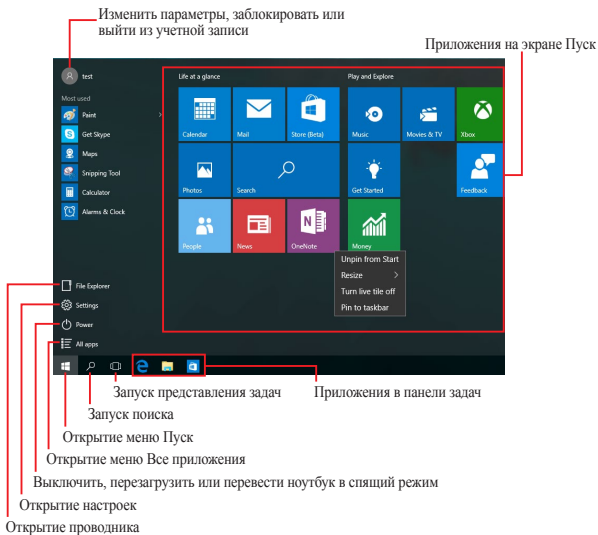 Изменить параметры, заблокировать или
выйти из учетной записи
Приложения на экране Пуск
test
Life at a glance
Play and Explore
Most used
Paint
Get Skype
Maps
Snipping Tool
Calculator
Alarms & Clock
Calendar
Mail
Store (Beta)
Music
Movies & TV
Xbox
Photos
Search
Get Started
Feedback
People
News
OneNote
Money
Unpin from Start
Resize
Turn live tile off
Pin to taskbar
File Explorer
Settings
Power
All apps
Запуск представления задач
Приложения в панели задач
Запуск поиска
Открытие меню Пуск
Открытие меню Все приложения
Выключить, перезагрузить или перевести ноутбук в спящий режим
Открытие настроек
Открытие проводника